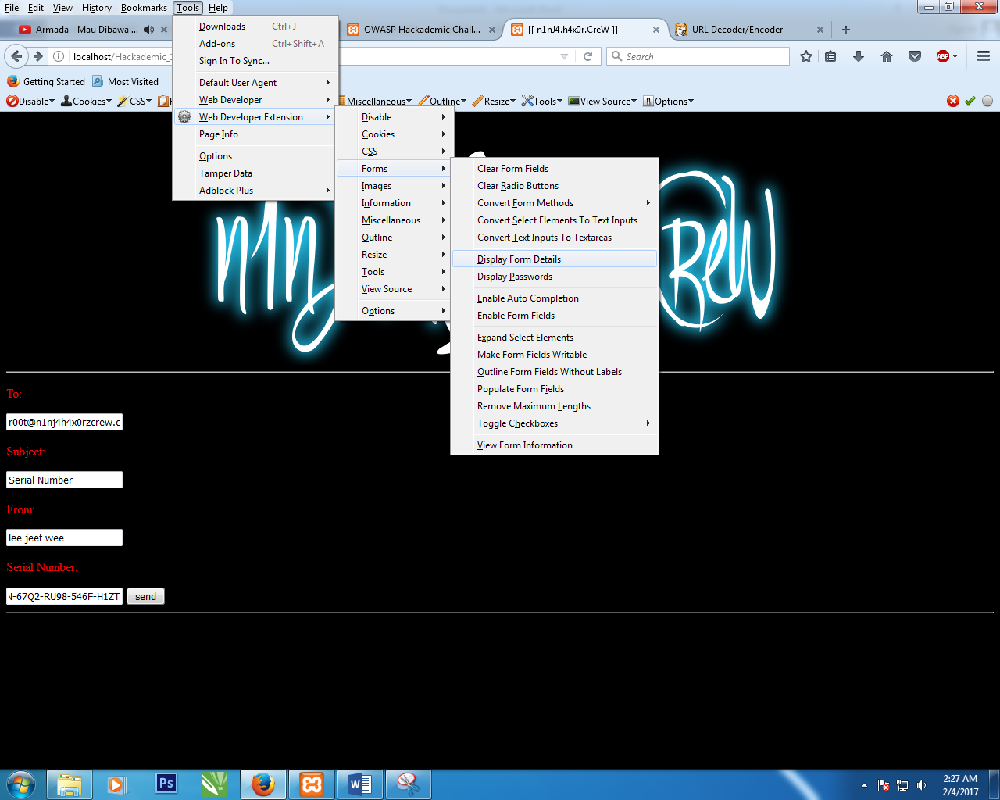 File Edit View History Bookmarks Tools Help
Armada - Mau Dibawa ...
OWASP Hackademic Chall...
[[ n1nJ4.h4x0r.CreW ]]
URL Decoder/Encoder
localhost/Hackademic_
Search
ABP
Getting Started
Most Visited
Disable
Cookies
CSS
Miscellaneous
Outline
Resize
Tools
View Source
Options
Downloads Ctrl+J
Add-ons Ctrl+Shift+A
Sign In To Sync...
Default User Agent
Web Developer
Web Developer Extension
Page Info
Options
Tamper Data
Adblock Plus
Disable
Cookies
CSS
Forms
Images
Information
Miscellaneous
Outline
Resize
Tools
View Source
Options
Clear Form Fields
Clear Radio Buttons
Convert Form Methods
Convert Select Elements To Text Inputs
Convert Text Inputs To Textareas
Display Form Details
Display Passwords
Enable Auto Completion
Enable Form Fields
Expand Select Elements
Make Form Fields Writable
Outline Form Fields Without Labels
Populate Form Fields
Remove Maximum Lengths
Toggle Checkboxes
View Form Information
To:
r00t@n1nj4h4x0rzcrew.c
Subject:
Serial Number
From:
lee jeet wee
Serial Number:
-67Q2-RU98-546F-H1ZT
send
Ps
W
2:27 AM
2/4/2017